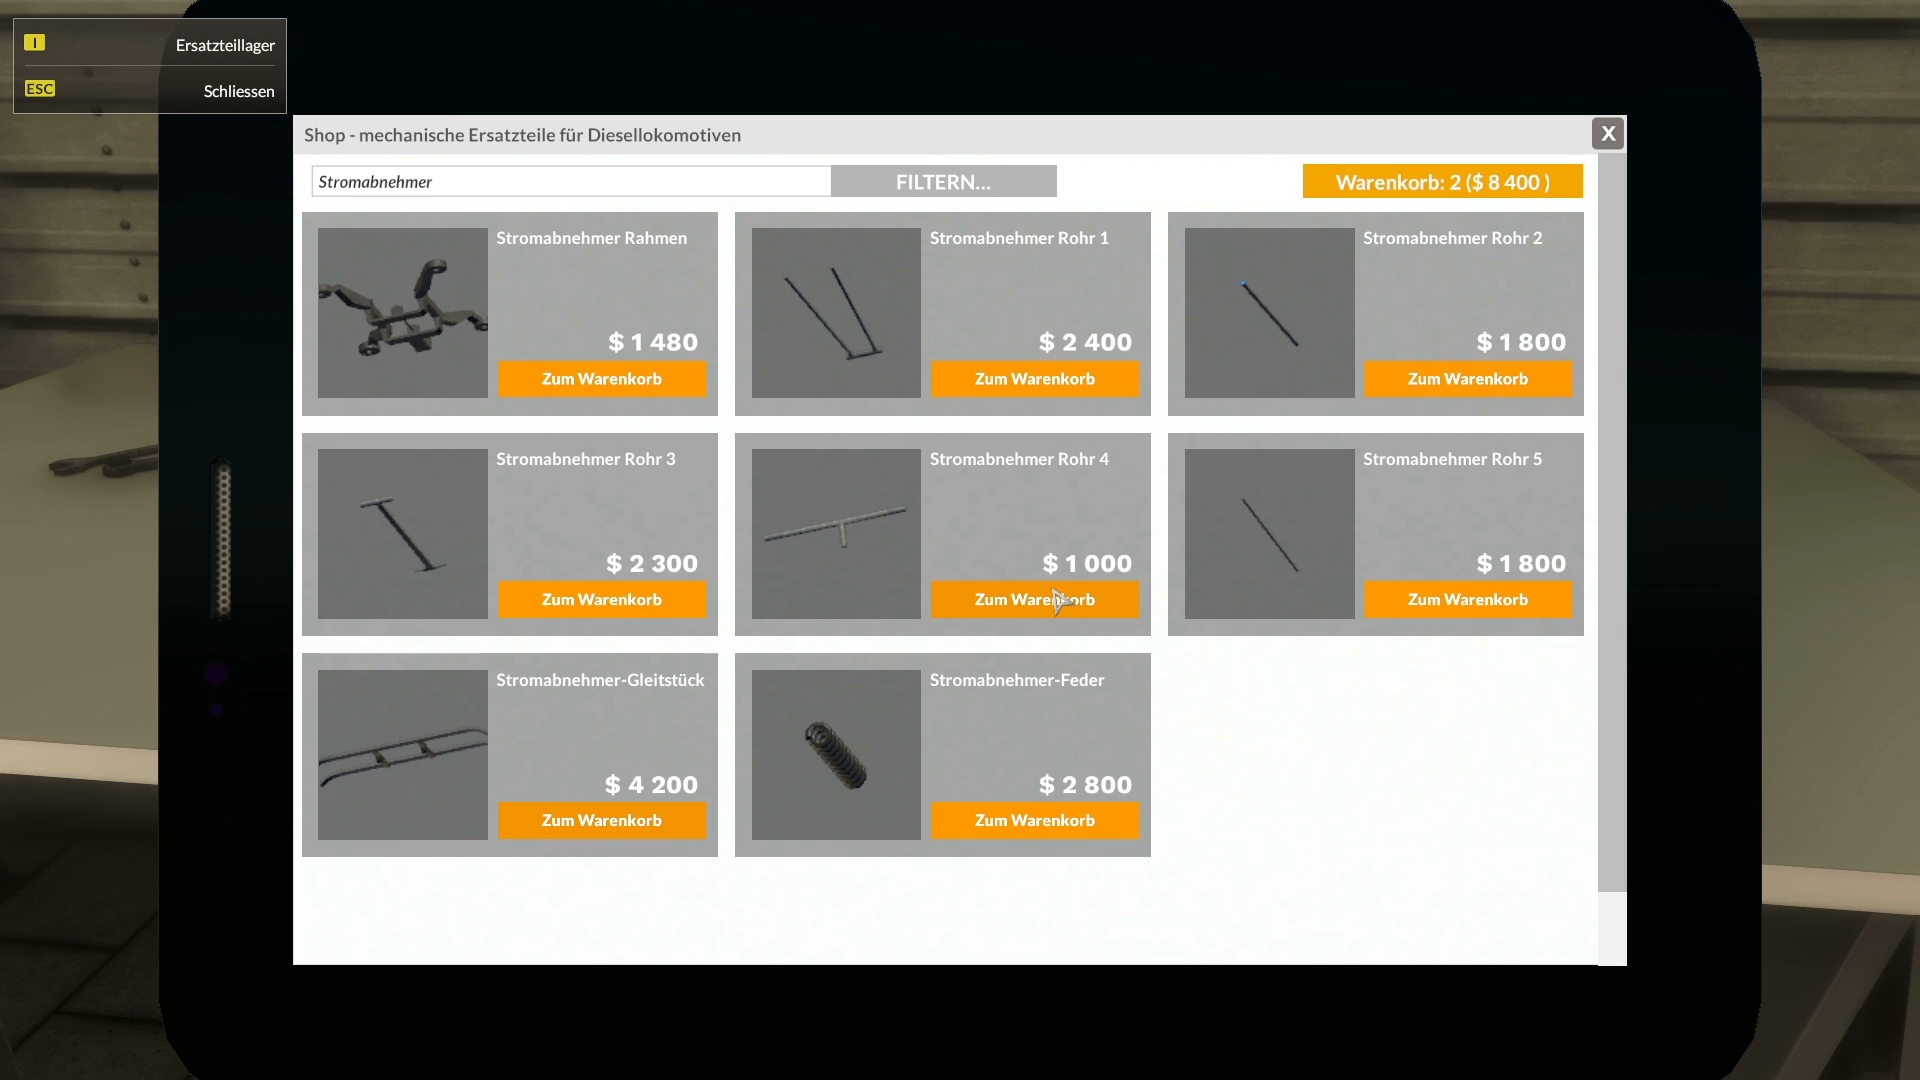 I Ersatzteillager
ESC Schliessen
Shop - mechanische Ersatzteile für Diesellokomotiven
X
Stromabnehmer
FILTERN...
Warenkorb: 2 ($ 8 400 )
Stromabnehmer Rahmen
$ 1 480
Zum Warenkorb
Stromabnehmer Rohr 1
$ 2 400
Zum Warenkorb
Stromabnehmer Rohr 2
$ 1 800
Zum Warenkorb
Stromabnehmer Rohr 3
$ 2 300
Zum Warenkorb
Stromabnehmer Rohr 4
$ 1 000
Zum Warenkorb
Stromabnehmer Rohr 5
$ 1 800
Zum Warenkorb
Stromabnehmer-Gleitstück
$ 4 200
Zum Warenkorb
Stromabnehmer-Feder
$ 2 800
Zum Warenkorb